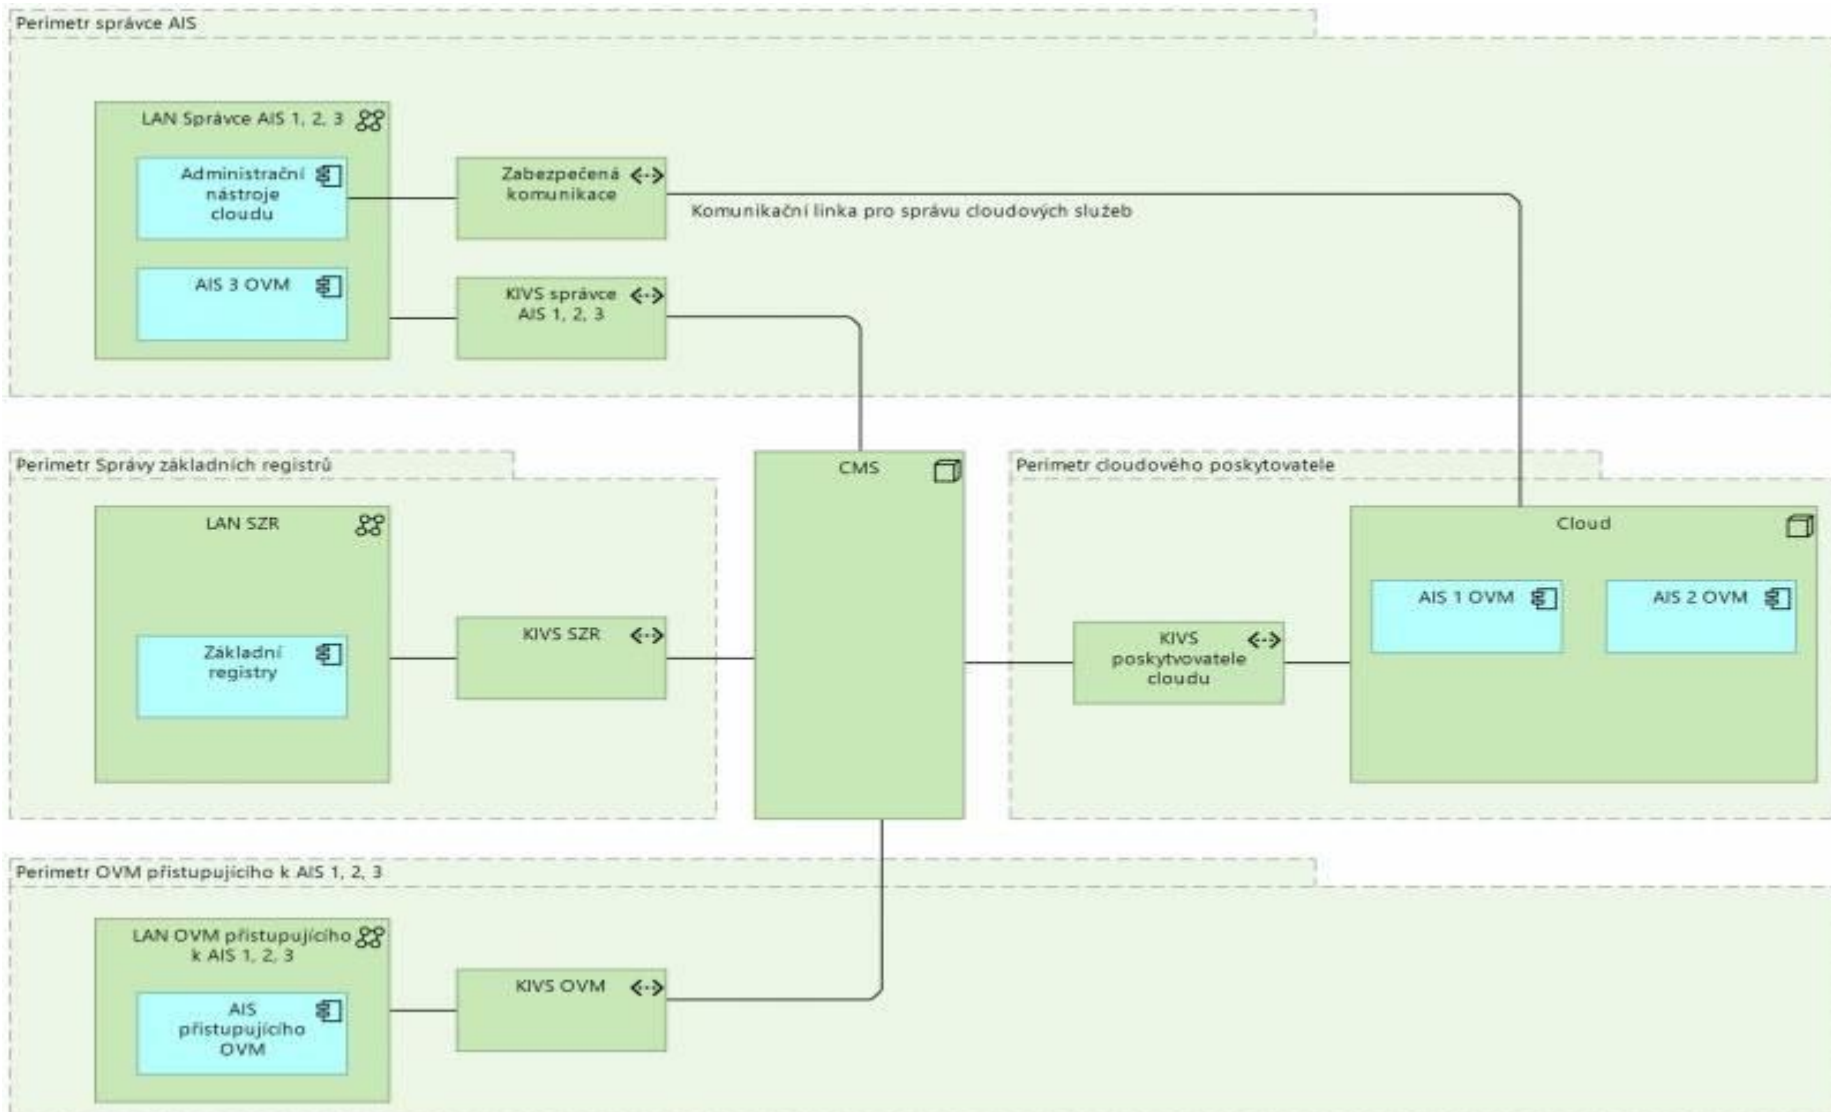 Perimetr správce AIS
LAN Správce AIS 1, 2, 3
Administrační
nástroje
cloudu
Zabezpečená
komunikace
Komunikační linka pro správu cloudových služeb
AIS 3 OVM
KIVS správce
AIS 1, 2, 3
Perimetr Správy základních registrů
LAN SZR
Základní
registry
KIVS SZR
CMS
Perimetr cloudového poskytovatele
KIVS
poskytvovatele
cloudu
Cloud
AIS 1 OVM
AIS 2 OVM
Perimetr OVM přistupujícího k AIS 1, 2, 3
LAN OVM přistupujícího
k AIS 1, 2, 3
AIS
přistupujícího
OVM
KIVS OVM